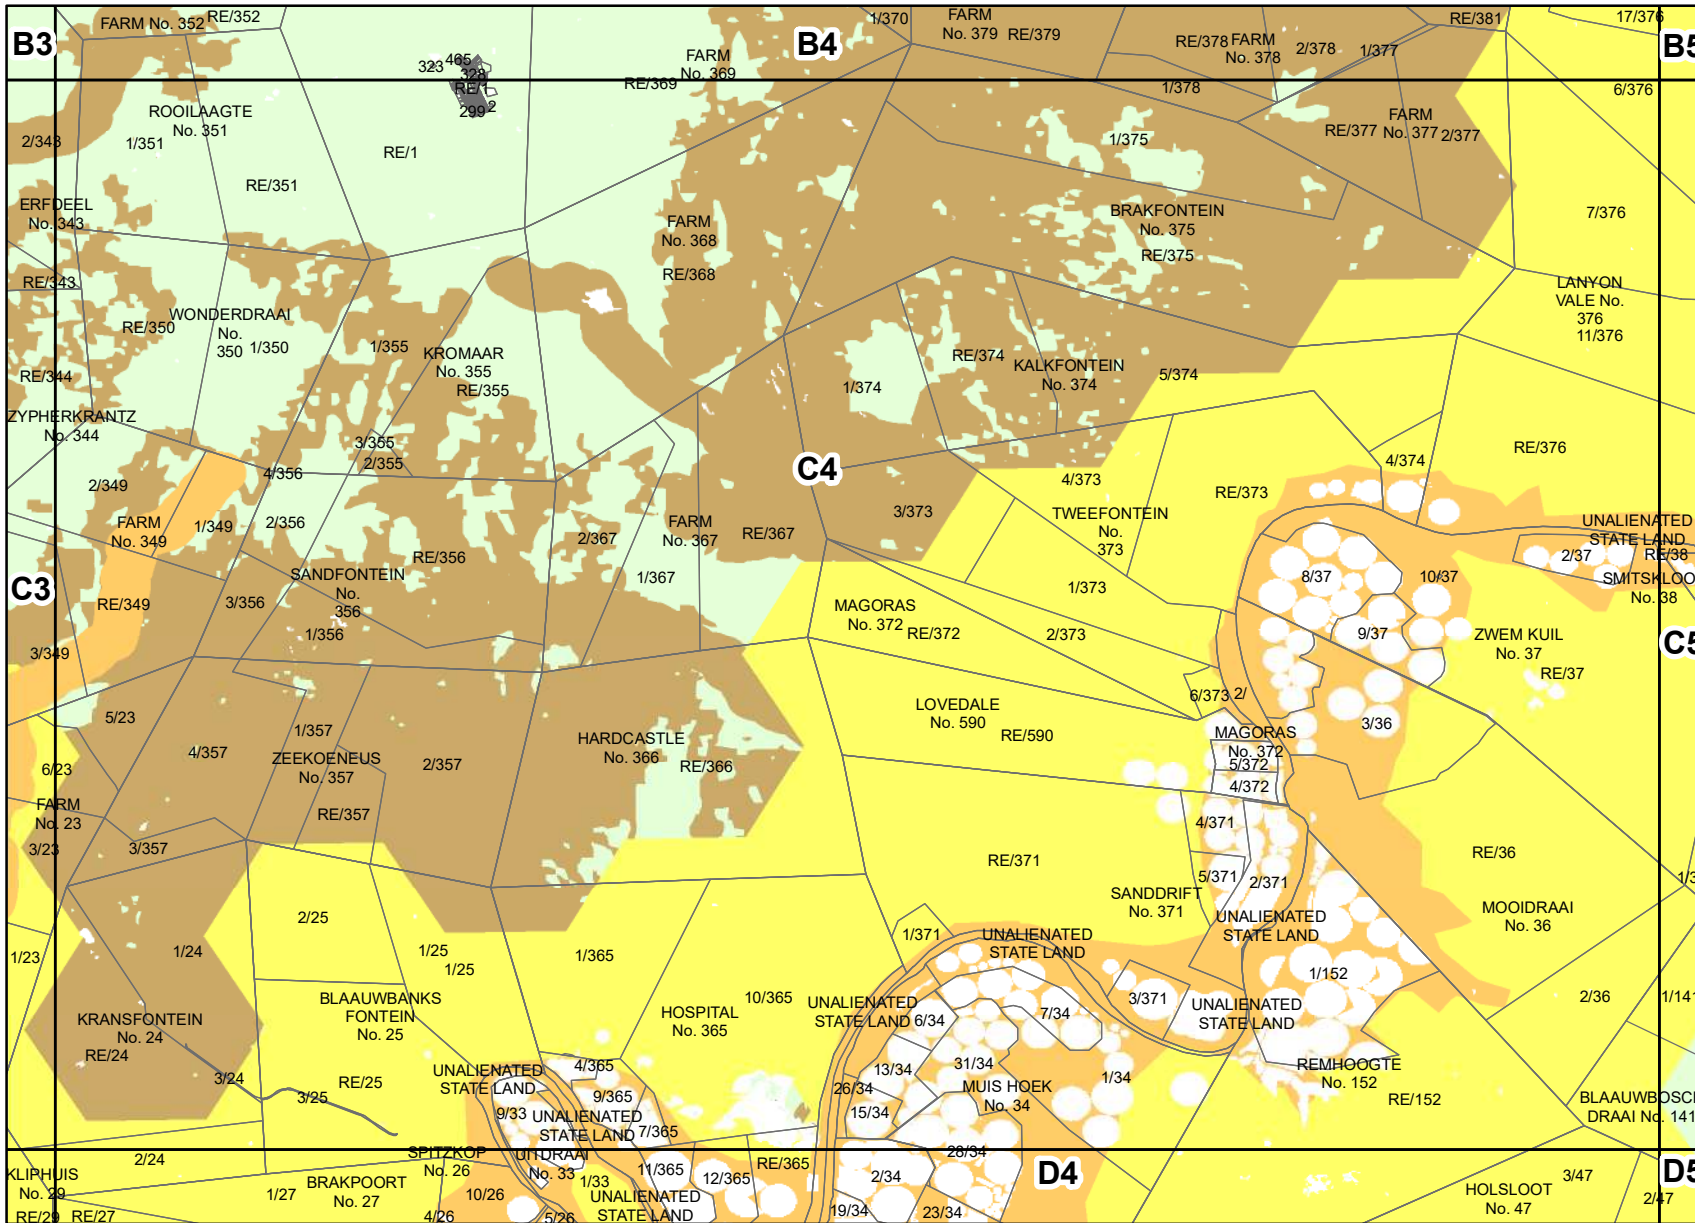 B3
FARM No. 352
RE/352
323
465
328
RE/1
299
2
FARM
No. 369
RE/369
B4
1/370
FARM
No. 379
RE/379
RE/378
FARM
No. 378
2/378
1/377
RE/381
17/376
B5
1/378
6/376
2/343
ROOILAAGTE
No. 351
1/351
RE/351
RE/1
1/375
RE/377
FARM
No. 377
2/377
ERFDEEL
No. 343
RE/343
FARM
No. 368
RE/368
BRAKFONTEIN
No. 375
RE/375
7/376
LANYON
VALE No.
376
11/376
RE/350
WONDERDRAAI
No.
350
1/350
1/355
KROMAAR
No. 355
RE/355
RE/344
ZYPHERKRANTZ
No. 344
1/374
RE/374
KALKFONTEIN
No. 374
5/374
3/355
2/355
4/356
2/349
FARM
No. 349
1/349
2/356
RE/356
2/367
FARM
No. 367
RE/367
1/367
C4
3/373
4/373
TWEEFONTEIN
No.
373
RE/373
4/374
RE/376
UNALIENATED
STATE LAND
2/37
RE/38
SMITSKLOO
No. 38
C3
RE/349
SANDFONTEIN
No.
356
3/356
1/356
3/349
MAGORAS
No. 372
RE/372
1/373
2/373
8/37
10/37
9/37
ZWEM KUIL
No. 37
RE/37
C5
5/23
4/357
1/357
ZEEKOENEUS
No. 357
2/357
RE/357
HARDCASTLE
No. 366
RE/366
LOVEDALE
No. 590
RE/590
6/373
2/
MAGORAS
No. 372
5/372
4/372
3/36
6/23
FARM
No. 23
3/23
3/357
RE/371
4/371
5/371
2/371
SANDDRIFT
No. 371
UNALIENATED
STATE LAND
RE/36
MOOIDRAAI
No. 36
1/3
1/23
1/24
2/25
1/25
1/25
1/365
1/371
UNALIENATED
STATE LAND
KRANSFONTEIN
No. 24
RE/24
3/24
BLAAUWBANKS
FONTEIN
No. 25
RE/25
3/25
HOSPITAL
No. 365
10/365
UNALIENATED
STATE LAND
6/34
7/34
3/371
UNALIENATED
STATE LAND
1/152
2/36
1/141
UNALIENATED
STATE LAND
4/365
9/365
9/33
UNALIENATED
STATE LAND
7/365
13/34
31/34
26/34
15/34
MUIS HOEK
No. 34
1/34
REMHOOGTE
No. 152
RE/152
BLAAUWBOSCH
DRAAI No. 141
KLIPHUIS
No. 29
RE/29
2/24
RE/27
1/27
BRAKPOORT
No. 27
SPITZKOP
No. 26
10/26
4/26
UITDRAAI
No. 33
1/33
5/26
UNALIENATED
STATE LAND
11/365
12/365
RE/365
28/34
2/34
19/34
23/34
D4
HOLSLOOT
No. 47
3/47
2/47
D5